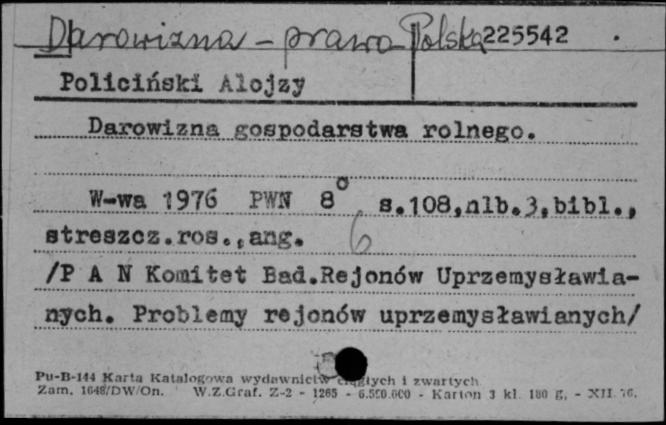 Darowizna - prawo Polska 225542
Policiński Alojzy
Darowizna gospodarstwa rolnego.
W-wa 1976 PWN 8° s.108,nlb.3,bibl.,
streszcz.ros.,ang. 6
/P A N Komitet Bad.Rejonów Uprzemysławia-
nych. Problemy rejonów uprzemysławianych/
Pu-B-144 Karta Katalogowa wydawnictw ciągłych i zwartych
Zam. 1648/DW/On. W.Z.Graf. Z-2 - 1265 - 6.500.000 - Karton 3 kl. 180 g. - XII.76.